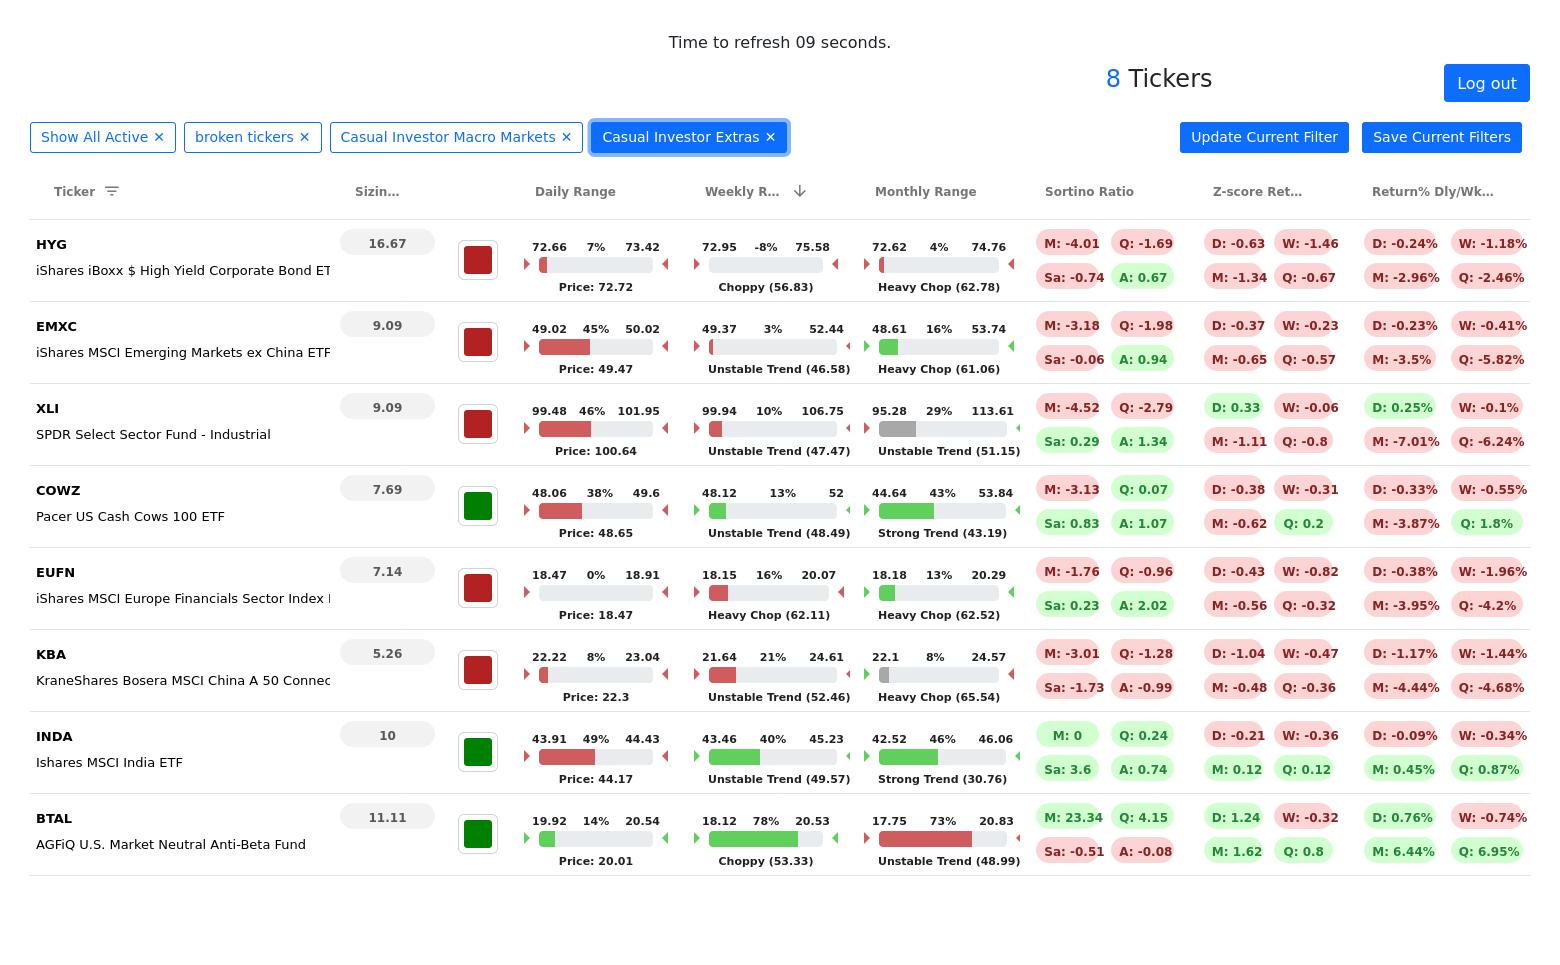 Time to refresh 09 seconds.
8 Tickers
Log out
Show All Active ✕ broken tickers ✕ Casual Investor Macro Markets ✕ Casual Investor Extras ✕ Update Current Filter Save Current Filters
Ticker Sizin... Daily Range Weekly R... Monthly Range Sortino Ratio Z-score Ret... Return% Dly/Wk...
HYG 16.67 72.66 7% 73.42 72.95 -8% 75.58 72.62 4% 74.76 M: -4.01 Q: -1.69 D: -0.63 W: -1.46 D: -0.24% W: -1.18%
iShares iBoxx $ High Yield Corporate Bond ET Sa: -0.74 A: 0.67 M: -1.34 Q: -0.67 M: -2.96% Q: -2.46%
Price: 72.72 Choppy (56.83) Heavy Chop (62.78)
EMXC 9.09 49.02 45% 50.02 49.37 3% 52.44 48.61 16% 53.74 M: -3.18 Q: -1.98 D: -0.37 W: -0.23 D: -0.23% W: -0.41%
iShares MSCI Emerging Markets ex China ETF Sa: -0.06 A: 0.94 M: -0.65 Q: -0.57 M: -3.5% Q: -5.82%
Price: 49.47 Unstable Trend (46.58) Heavy Chop (61.06)
XLI 9.09 99.48 46% 101.95 99.94 10% 106.75 95.28 29% 113.61 M: -4.52 Q: -2.79 D: 0.33 W: -0.06 D: 0.25% W: -0.1%
SPDR Select Sector Fund - Industrial Sa: 0.29 A: 1.34 M: -1.11 Q: -0.8 M: -7.01% Q: -6.24%
Price: 100.64 Unstable Trend (47.47) Unstable Trend (51.15)
COWZ 7.69 48.06 38% 49.6 48.12 13% 52 44.64 43% 53.84 M: -3.13 Q: 0.07 D: -0.38 W: -0.31 D: -0.33% W: -0.55%
Pacer US Cash Cows 100 ETF Sa: 0.83 A: 1.07 M: -0.62 Q: 0.2 M: -3.87% Q: 1.8%
Price: 48.65 Unstable Trend (48.49) Strong Trend (43.19)
EUFN 7.14 18.47 0% 18.91 18.15 16% 20.07 18.18 13% 20.29 M: -1.76 Q: -0.96 D: -0.43 W: -0.82 D: -0.38% W: -1.96%
iShares MSCI Europe Financials Sector Index Sa: 0.23 A: 2.02 M: -0.56 Q: -0.32 M: -3.95% Q: -4.2%
Price: 18.47 Heavy Chop (62.11) Heavy Chop (62.52)
KBA 5.26 22.22 8% 23.04 21.64 21% 24.61 22.1 8% 24.57 M: -3.01 Q: -1.28 D: -1.04 W: -0.47 D: -1.17% W: -1.44%
KraneShares Bosera MSCI China A 50 Connec Sa: -1.73 A: -0.99 M: -0.48 Q: -0.36 M: -4.44% Q: -4.68%
Price: 22.3 Unstable Trend (52.46) Heavy Chop (65.54)
INDA 10 43.91 49% 44.43 43.46 40% 45.23 42.52 46% 46.06 M: 0 Q: 0.24 D: -0.21 W: -0.36 D: -0.09% W: -0.34%
Ishares MSCI India ETF Sa: 3.6 A: 0.74 M: 0.12 Q: 0.12 M: 0.45% Q: 0.87%
Price: 44.17 Unstable Trend (49.57) Strong Trend (30.76)
BTAL 11.11 19.92 14% 20.54 18.12 78% 20.53 17.75 73% 20.83 M: 23.34 Q: 4.15 D: 1.24 W: -0.32 D: 0.76% W: -0.74%
AGFiQ U.S. Market Neutral Anti-Beta Fund Sa: -0.51 A: -0.08 M: 1.62 Q: 0.8 M: 6.44% Q: 6.95%
Price: 20.01 Choppy (53.33) Unstable Trend (48.99)